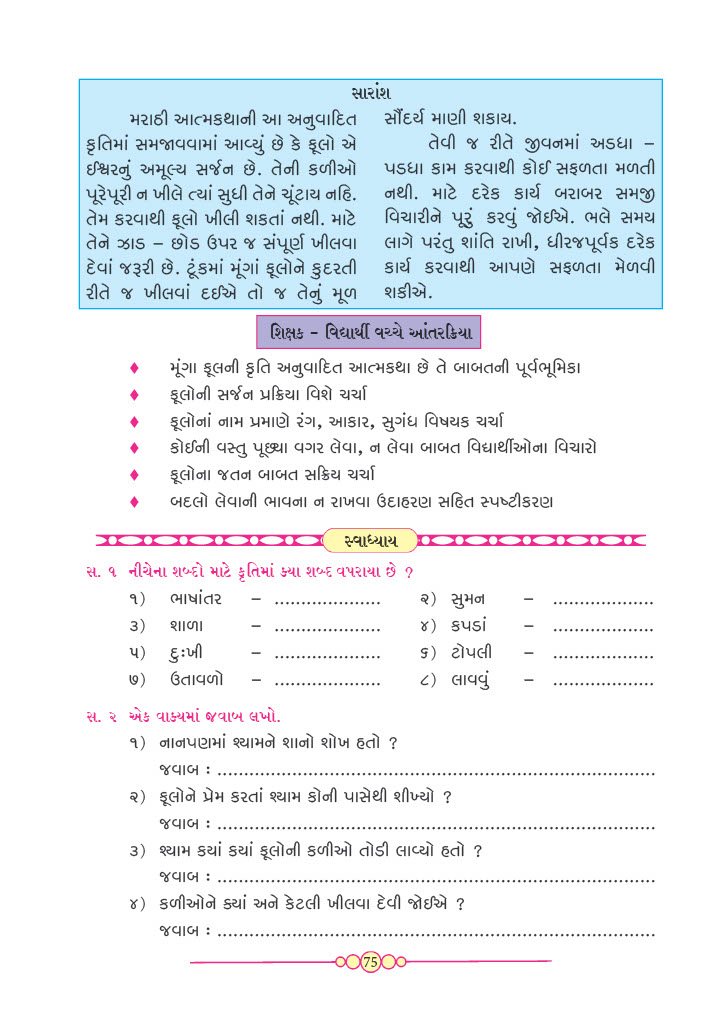 સારાંશ
મરાઠી આત્મકથાની આ અનુવાદિત
કૃતિમાં સમજાવવામાં આવ્યું છે કે ફૂલો એ
ઈશ્વરનું અમૂલ્ય સર્જન છે. તેની કળીઓ
પૂરેપૂરી ન ખીલે ત્યાં સુધી તેને ચૂંટાય નહિ.
તેમ કરવાથી ફૂલો ખીલી શકતાં નથી. માટે
તેને ઝાડ – છોડ ઉપર જ સંપૂર્ણ ખીલવા
દેવાં જરૂરી છે. ટૂંકમાં મૂંગાં ફૂલોને કુદરતી
રીતે જ ખીલવાં દઈએ તો જ તેનું મૂળ
સૌંદર્ય માણી શકાય.
તેવી જ રીતે જીવનમાં અડધા –
પડધા કામ કરવાથી કોઈ સફળતા મળતી
નથી. માટે દરેક કાર્ય બરાબર સમજી
વિચારીને પૂરું કરવું જોઈએ. ભલે સમય
લાગે પરંતુ શાંતિ રાખી, ધીરજપૂર્વક દરેક
કાર્ય કરવાથી આપણે સફળતા મેળવી
શકીએ.
શિક્ષક - વિદ્યાર્થી વચ્ચે આંતરક્રિયા
♦ મૂંગા ફૂલની કૃતિ અનુવાદિત આત્મકથા છે તે બાબતની પૂર્વભૂમિકા
♦ ફૂલોની સર્જન પ્રક્રિયા વિશે ચર્ચા
♦ ફૂલોનાં નામ પ્રમાણે રંગ, આકાર, સુગંધ વિષયક ચર્ચા
♦ કોઈની વસ્તુ પૂછ્યા વગર લેવા, ન લેવા બાબત વિદ્યાર્થીઓના વિચારો
♦ ફૂલોના જતન બાબત સક્રિય ચર્ચા
♦ બદલો લેવાની ભાવના ન રાખવા ઉદાહરણ સહિત સ્પષ્ટીકરણ
સ્વાધ્યાય
સ. ૧ નીચેના શબ્દો માટે કૃતિમાં ક્યા શબ્દ વપરાયા છે ?
૧) ભાષાંતર – .................... ૨) સુમન – ...................
૩) શાળા – .................... ૪) કપડાં – ...................
૫) દુઃખી – .................... ૬) ટોપલી – ...................
૭) ઉતાવળો – .................... ૮) લાવવું – ...................
સ. ૨ એક વાક્યમાં જવાબ લખો.
૧) નાનપણમાં શ્યામને શાનો શોખ હતો ?
જવાબ : ..................................................................................
૨) ફૂલોને પ્રેમ કરતાં શ્યામ કોની પાસેથી શીખ્યો ?
જવાબ : ..................................................................................
૩) શ્યામ કયાં કયાં ફૂલોની કળીઓ તોડી લાવ્યો હતો ?
જવાબ : ..................................................................................
૪) કળીઓને ક્યાં અને કેટલી ખીલવા દેવી જોઈએ ?
જવાબ : ..................................................................................
75